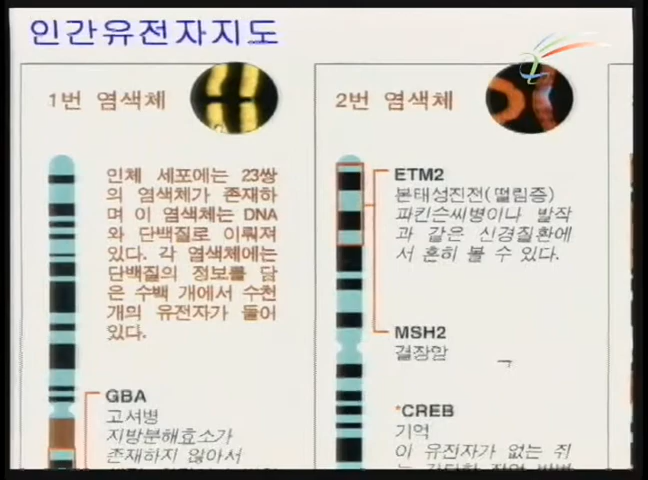 인간유전자지도
1번 염색체
인체 세포에는 23쌍
의 염색체가 존재하
며 이 염색체는 DNA
와 단백질로 이뤄져
있다. 각 염색체에는
단백질의 정보를 담
은 수백 개에서 수천
개의 유전자가 들어
있다.
GBA
고셔병
지방분해효소가
존재하지 않아서
2번 염색체
ETM2
본태성진전(떨림증)
파킨슨씨병이나 발작
과 같은 신경질환에
서 흔히 볼 수 있다.
MSH2
결장암
*CREB
기억
이 유전자가 없는 쥐